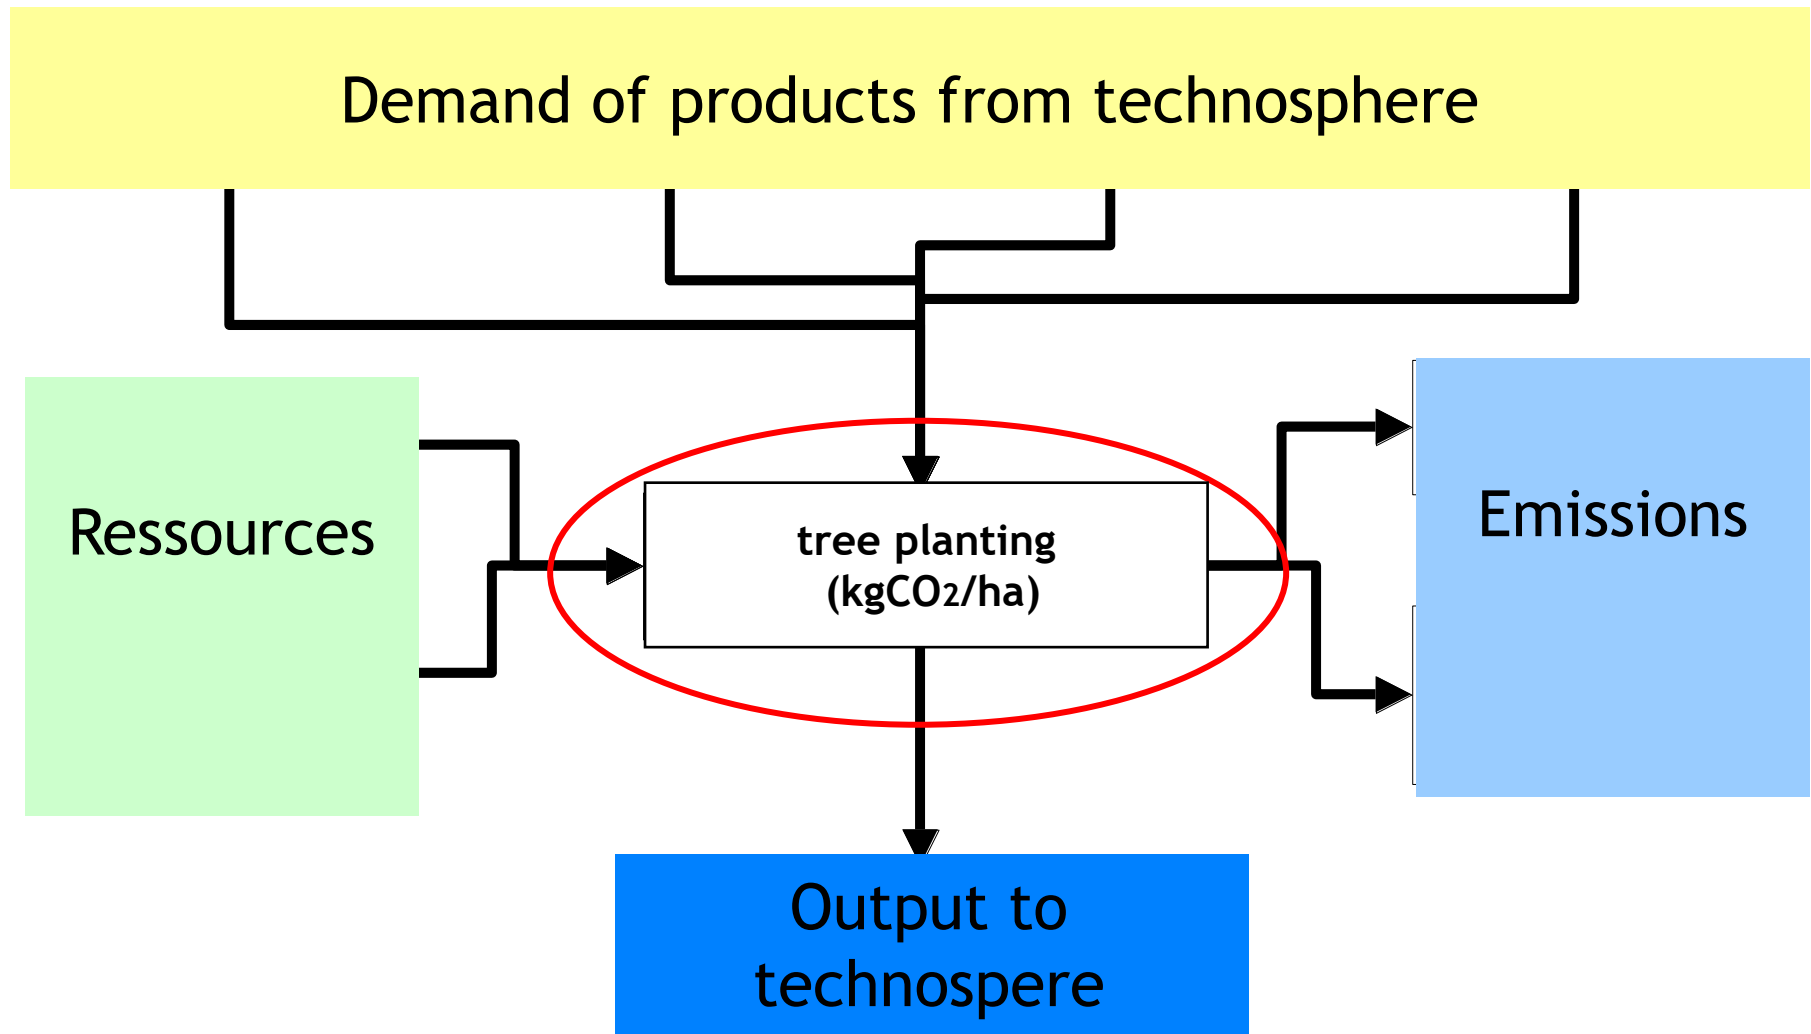 Demand of products from technosphere
Ressources
tree planting
(kgCO2/ha)
Emissions
Output to
technospere